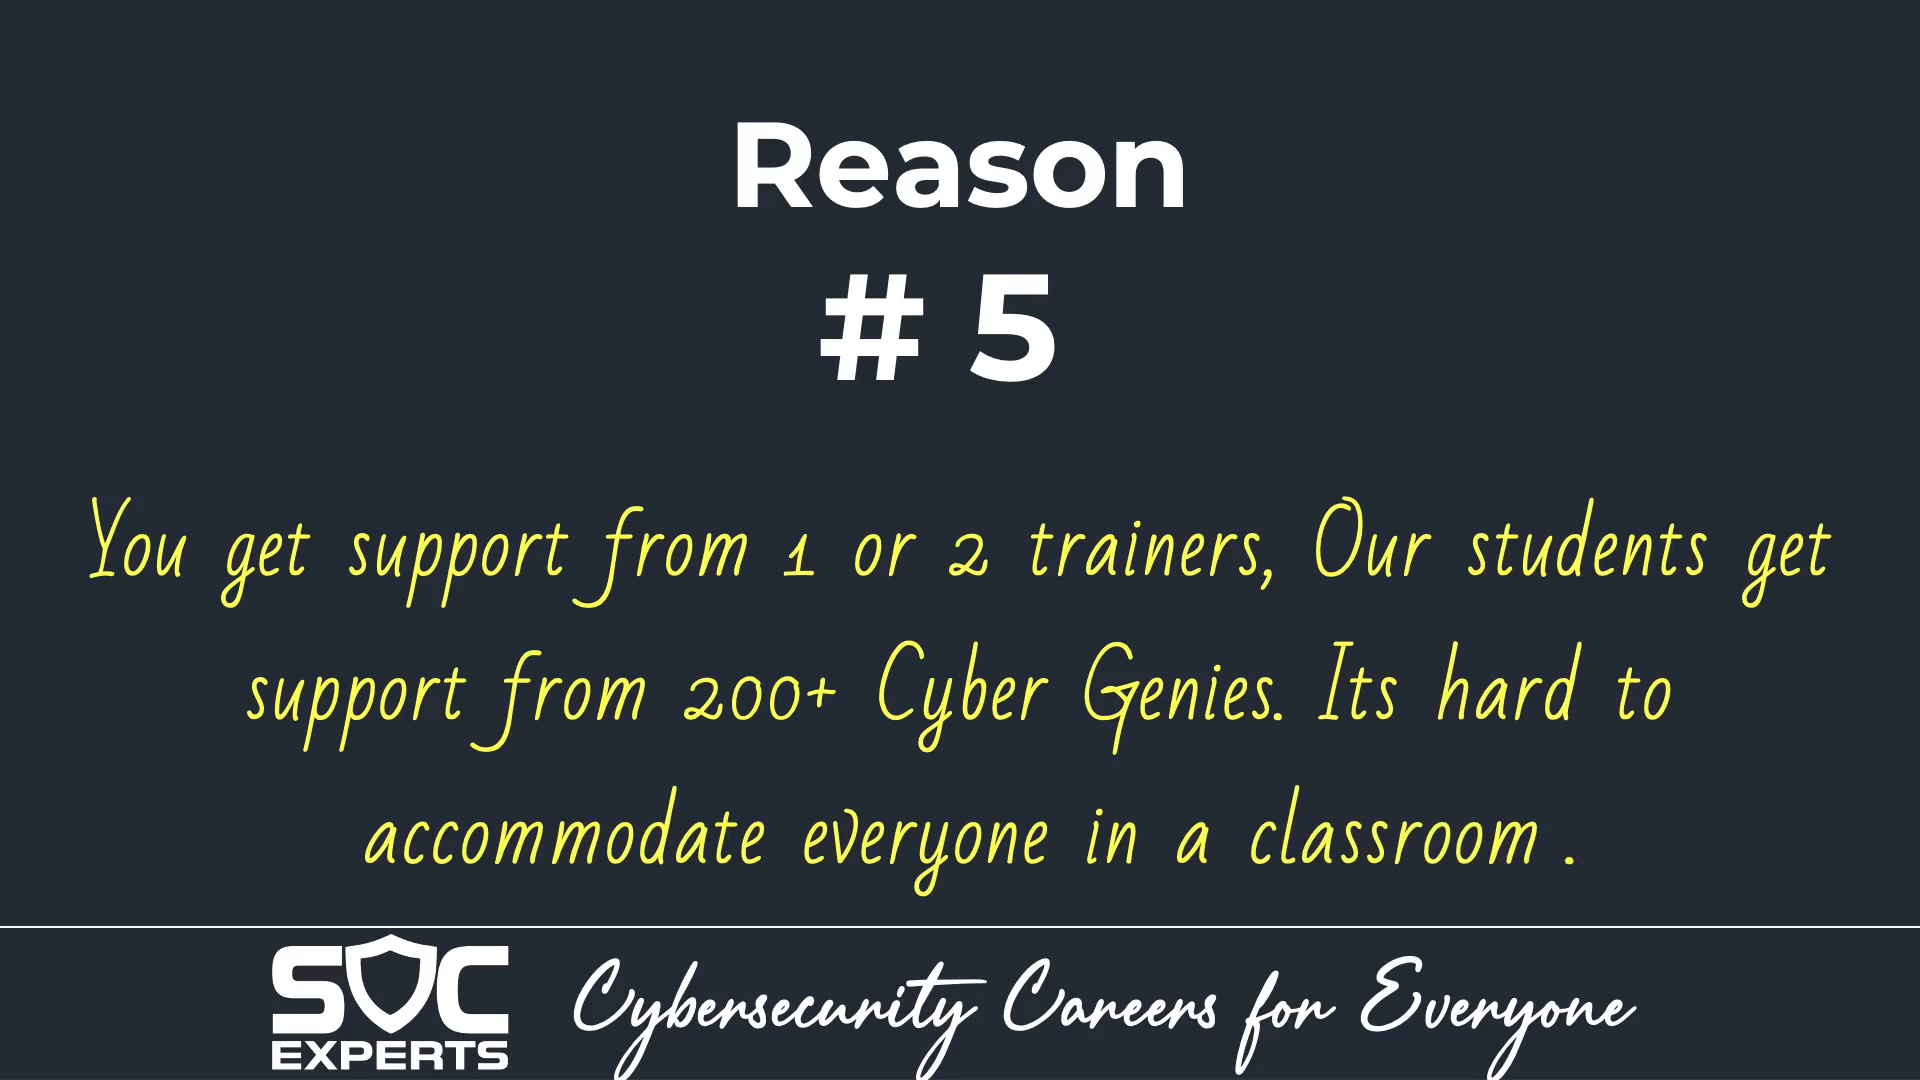 Reason
# 5
You get support from 1 or 2 trainers, Our students get
support from 200+ Cyber Genies. Its hard to
accommodate everyone in a classroom .
SOC
EXPERTS
Cybersecurity Careers for Everyone